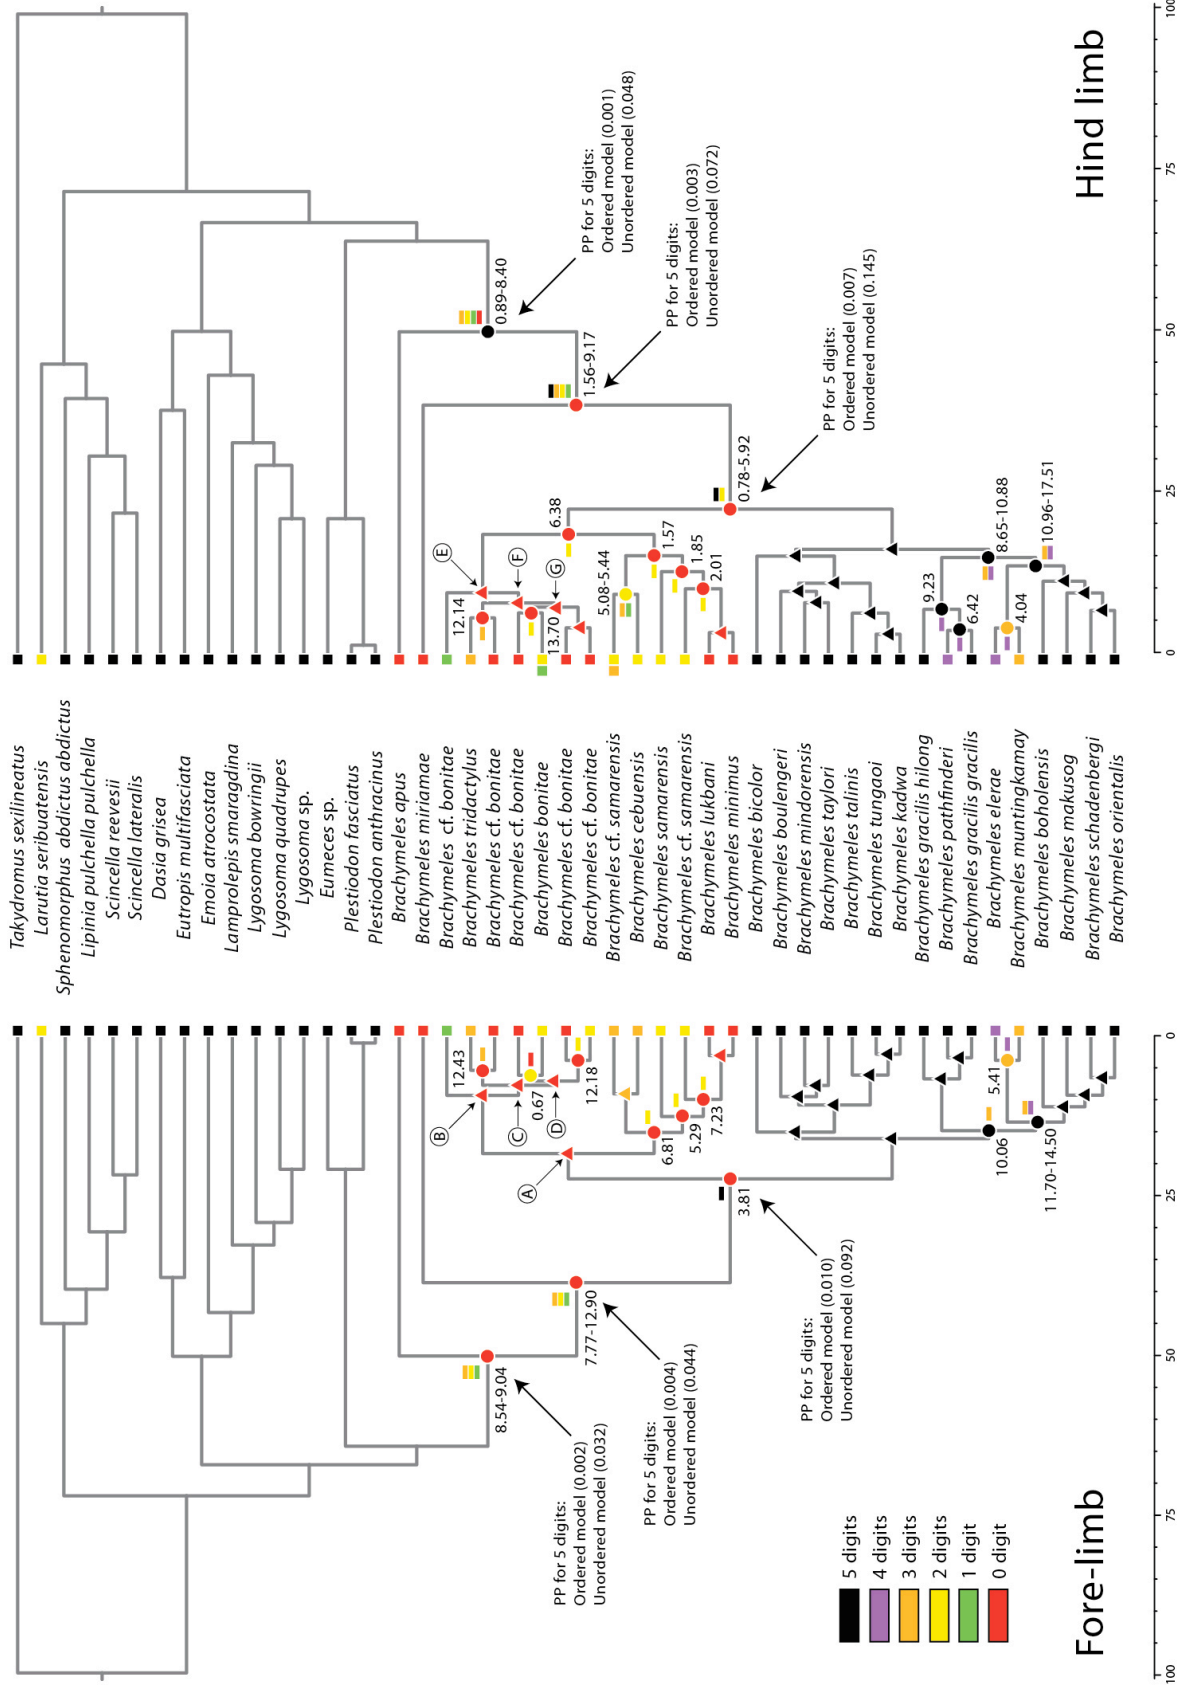 Hind limb
Fore-limb
Takydromus sexilineatus
Larutia seribuatensis
Sphenomorphus abdictus abdictus
Lipinia pulchella pulchella
Scincella reevesii
Scincella lateralis
Dasia grisea
Eutropis multifasciata
Emoia atrocostata
Lamprolepis smaragdina
Lygosoma bowringii
Lygosoma quadrupes
Lygosoma sp.
Eumeces sp.
Plestiodon fasciatus
Plestiodon anthracinus
Brachymeles apus
Brachymeles miriamae
Brachymeles cf. bonitae
Brachymeles tridactylus
Brachymeles cf. bonitae
Brachymeles cf. bonitae
Brachymeles bonitae
Brachymeles cf. bonitae
Brachymeles cf. bonitae
Brachymeles cf. samarensis
Brachymeles cebuensis
Brachymeles samarensis
Brachymeles cf. samarensis
Brachymeles lukbani
Brachymeles minimus
Brachymeles bicolor
Brachymeles boulengeri
Brachymeles mindorensis
Brachymeles taylori
Brachymeles talinis
Brachymeles tungaoi
Brachymeles kadwa
Brachymeles gracilis hilong
Brachymeles pathfinderi
Brachymeles gracilis gracilis
Brachymeles elerae
Brachymeles muntingkamay
Brachymeles boholensis
Brachymeles makusog
Brachymeles schadenbergi
Brachymeles orientalis
PP for 5 digits:
Ordered model (0.002)
Unordered model (0.032)
PP for 5 digits:
Ordered model (0.004)
Unordered model (0.044)
PP for 5 digits:
Ordered model (0.010)
Unordered model (0.092)
8.54-9.04
7.77-12.90
3.81
A
B
C
D
12.43
0.67
12.18
6.81
5.29
7.23
10.06
5.41
11.70-14.50
PP for 5 digits:
Ordered model (0.001)
Unordered model (0.048)
PP for 5 digits:
Ordered model (0.003)
Unordered model (0.072)
PP for 5 digits:
Ordered model (0.007)
Unordered model (0.145)
0.89-8.40
1.56-9.17
0.78-5.92
6.38
E
F
G
12.14
13.70
5.08-5.44
1.57
1.85
2.01
8.65-10.88
9.23
6.42
4.04
10.96-17.51
5 digits
4 digits
3 digits
2 digits
1 digit
0 digit
100
75
50
25
0
0
25
50
75
100